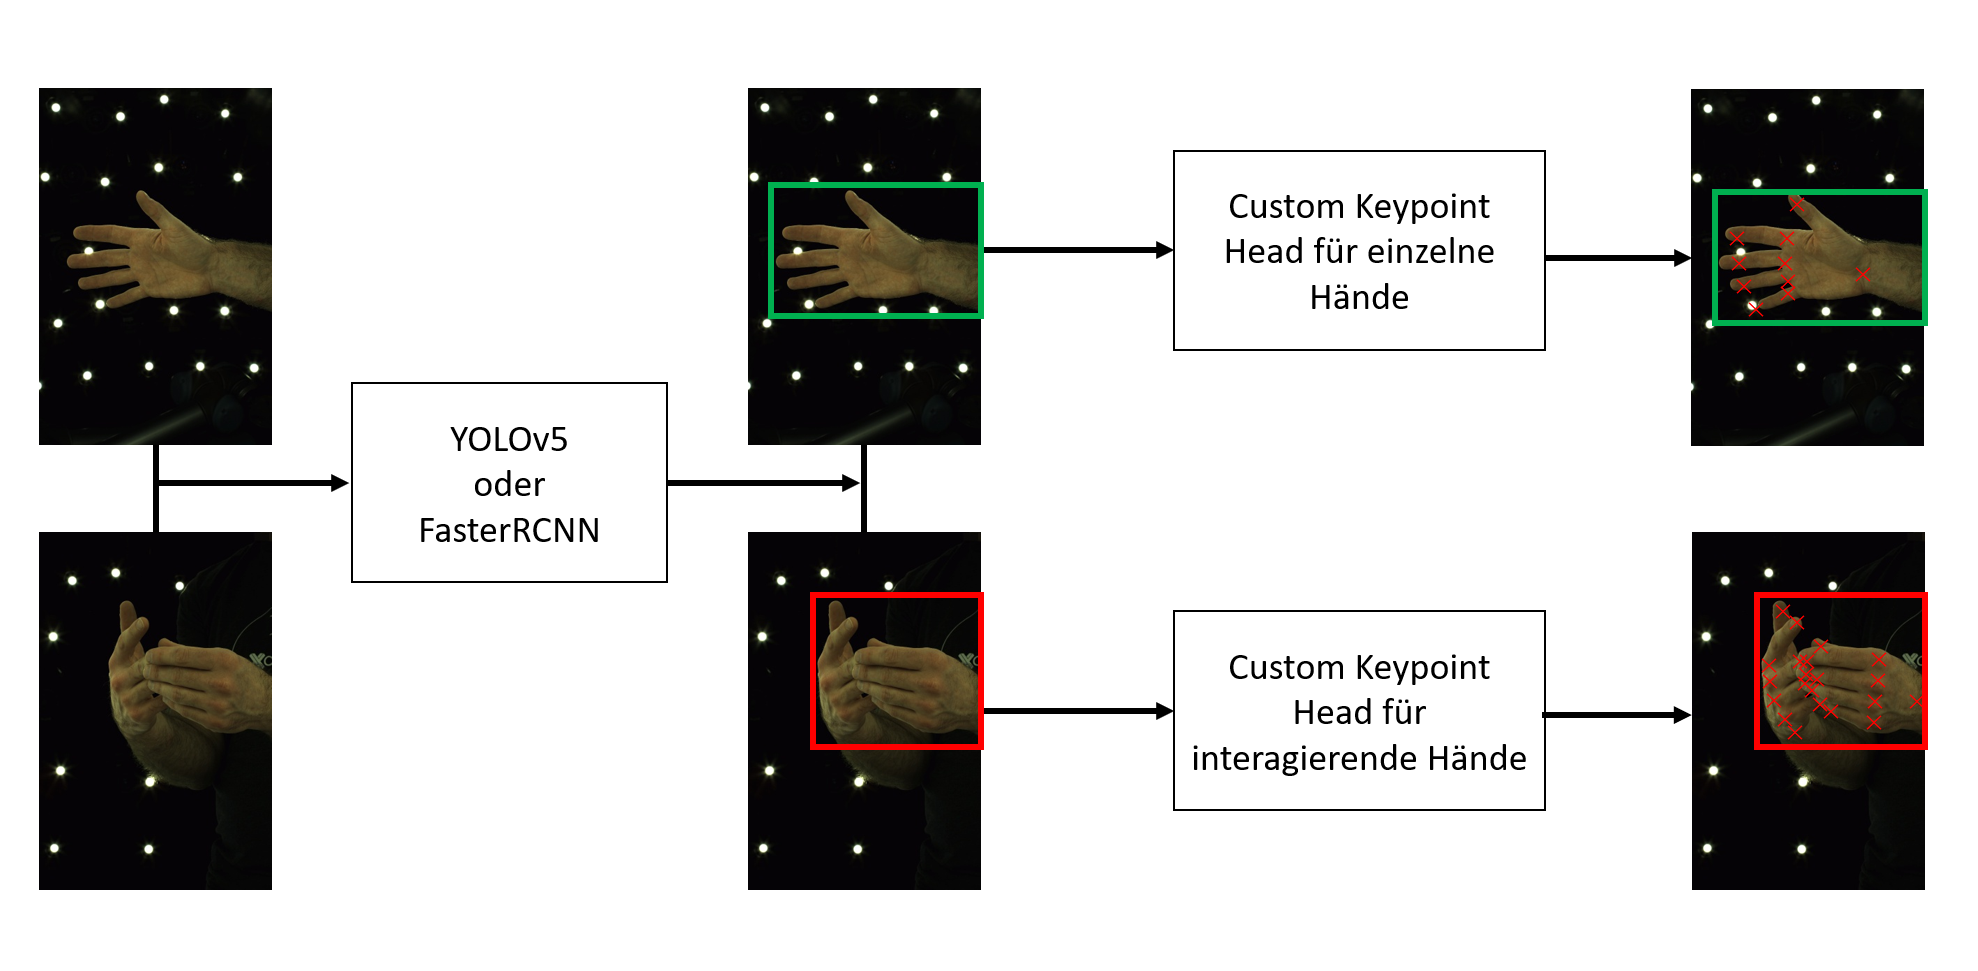 Custom Keypoint
Head für einzelne
Hände
YOLOv5
oder
FasterRCNN
Custom Keypoint
Head für
interagierende Hände